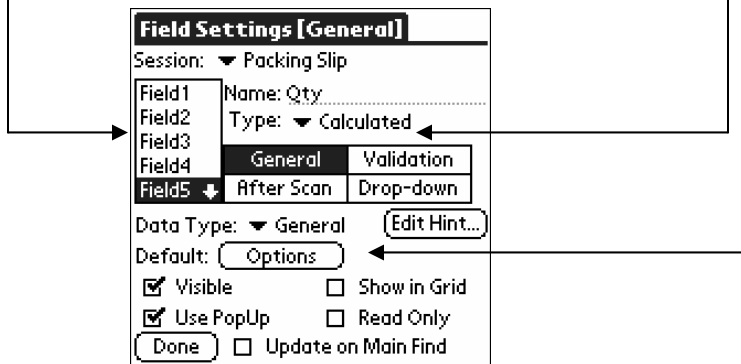 Field Settings [General]
Session: Packing Slip
Field1
Field2
Field3
Field4
Field5
Name: Qty
Type: Calculated
General Validation
After Scan Drop-down
Data Type: General Edit Hint...
Default: Options
Visible Show in Grid
Use PopUp Read Only
Done Update on Main Find